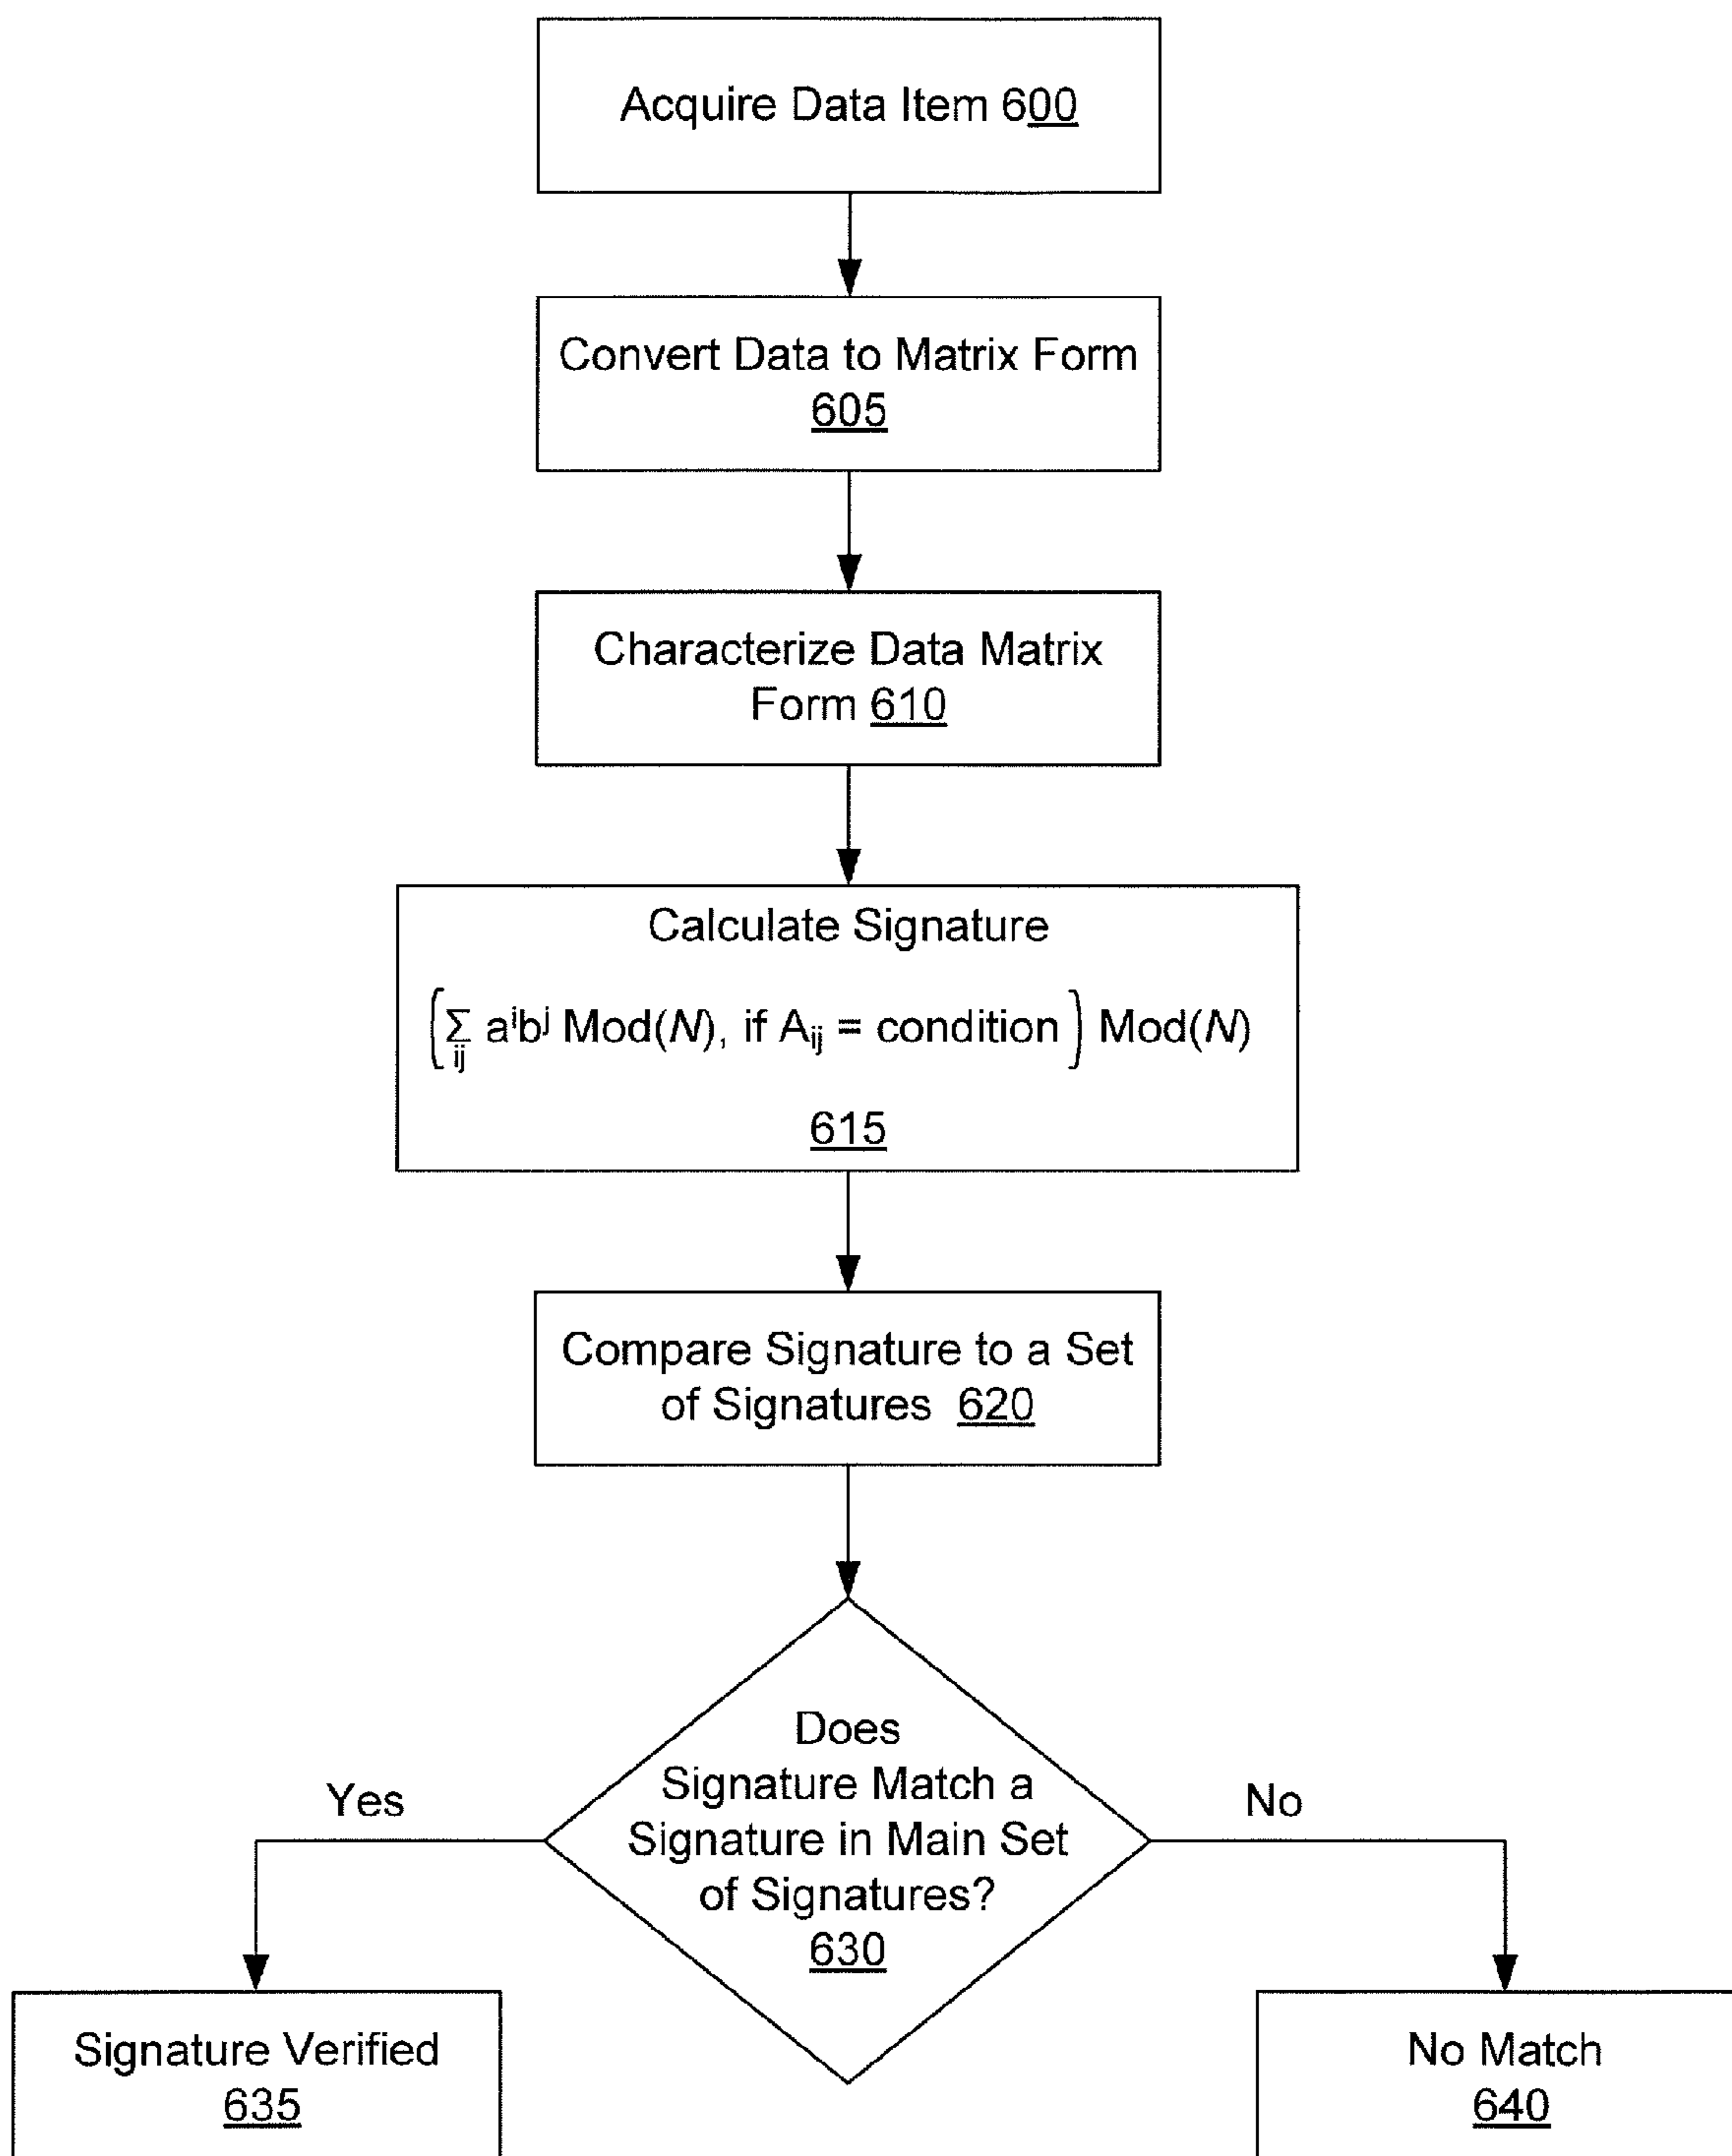 Acquire Data Item 600
Convert Data to Matrix Form
605
Characterize Data Matrix
Form 610
Calculate Signature
(Σ aⁱbʲ Mod(N), if Aᵢⱼ = condition) Mod(N)
ij
615
Compare Signature to a Set
of Signatures 620
Does
Signature Match a
Signature in Main Set
of Signatures?
630
Yes
No
Signature Verified
635
No Match
640